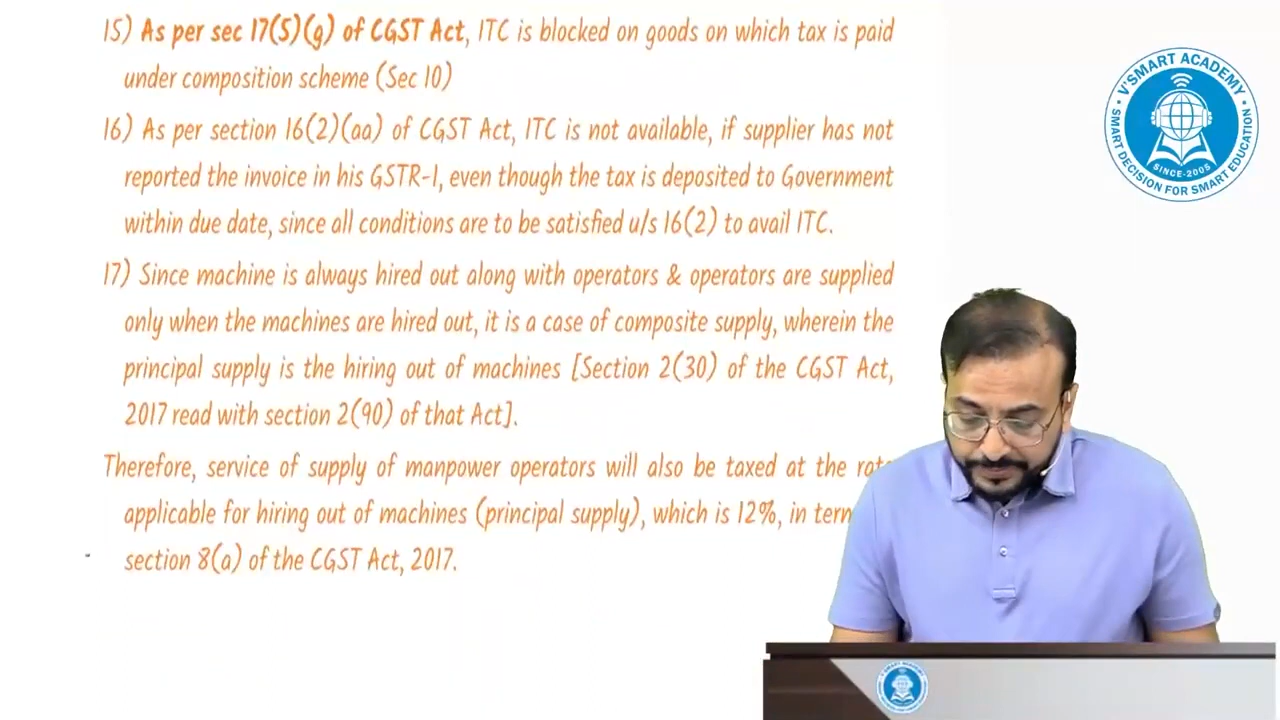 15) As per sec 17(5)(g) of CGST Act, ITC is blocked on goods on which tax is paid
under composition scheme (Sec 10)
16) As per section 16(2)(aa) of CGST Act, ITC is not available, if supplier has not
reported the invoice in his GSTR-1, even though the tax is deposited to Government
within due date, since all conditions are to be satisfied u/s 16(2) to avail ITC.
17) Since machine is always hired out along with operators & operators are supplied
only when the machines are hired out, it is a case of composite supply, wherein the
principal supply is the hiring out of machines [Section 2(30) of the CGST Act,
2017 read with section 2(90) of that Act].
Therefore, service of supply of manpower operators will also be taxed at the rate
applicable for hiring out of machines (principal supply), which is 12%, in
section 8(a) of the CGST Act, 2017.
V'SMART ACADEMY
SINCE-2005
SMART DECISION FOR SMART EDUCATION